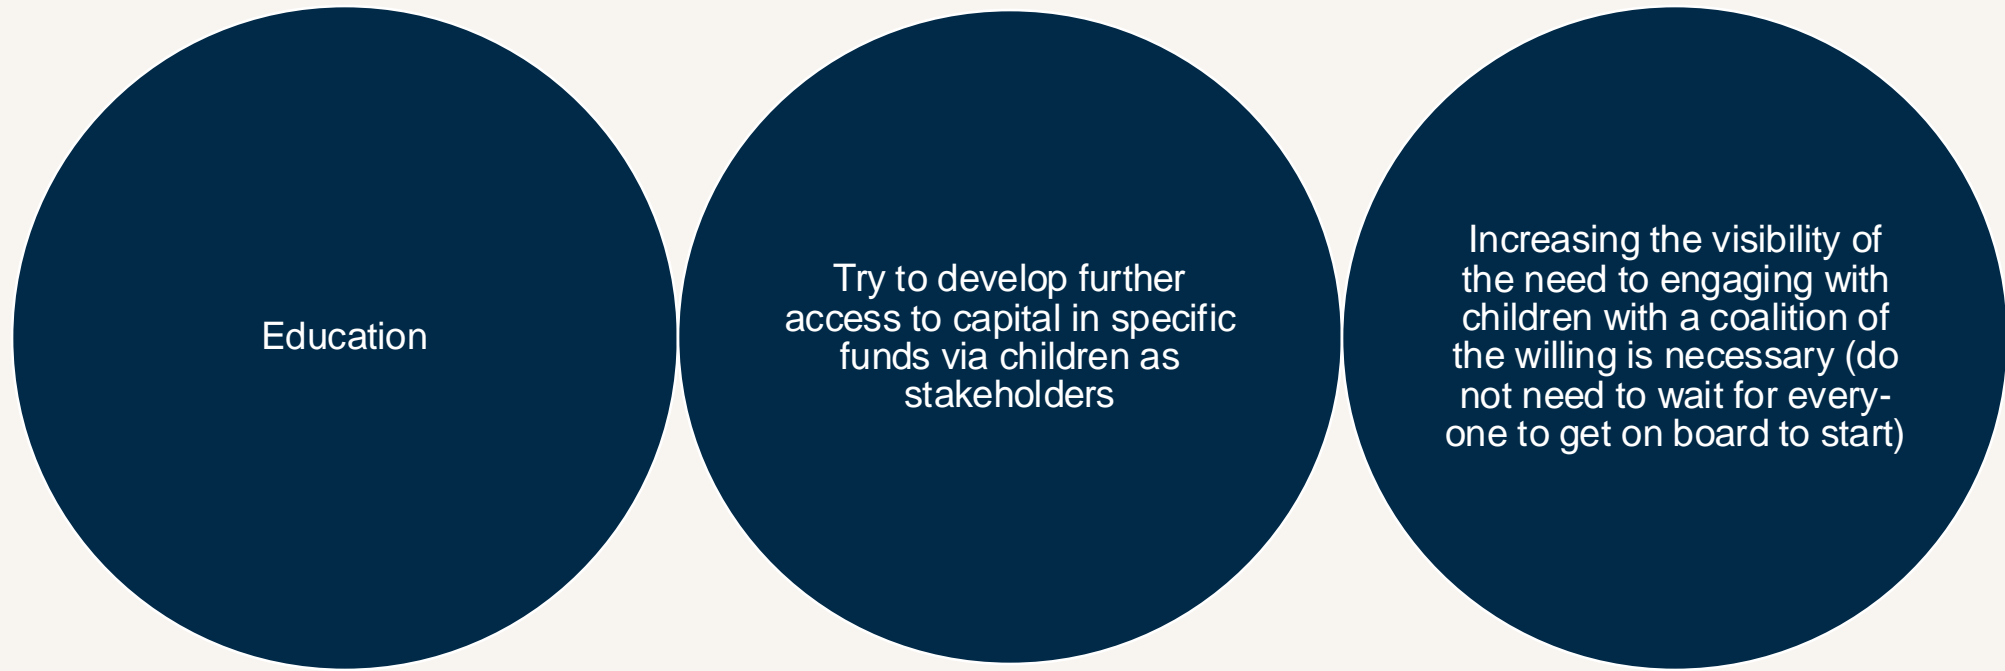 Education
Try to develop further
access to capital in specific
funds via children as
stakeholders
Increasing the visibility of
the need to engaging with
children with a coalition of
the willing is necessary (do
not need to wait for every-
one to get on board to start)